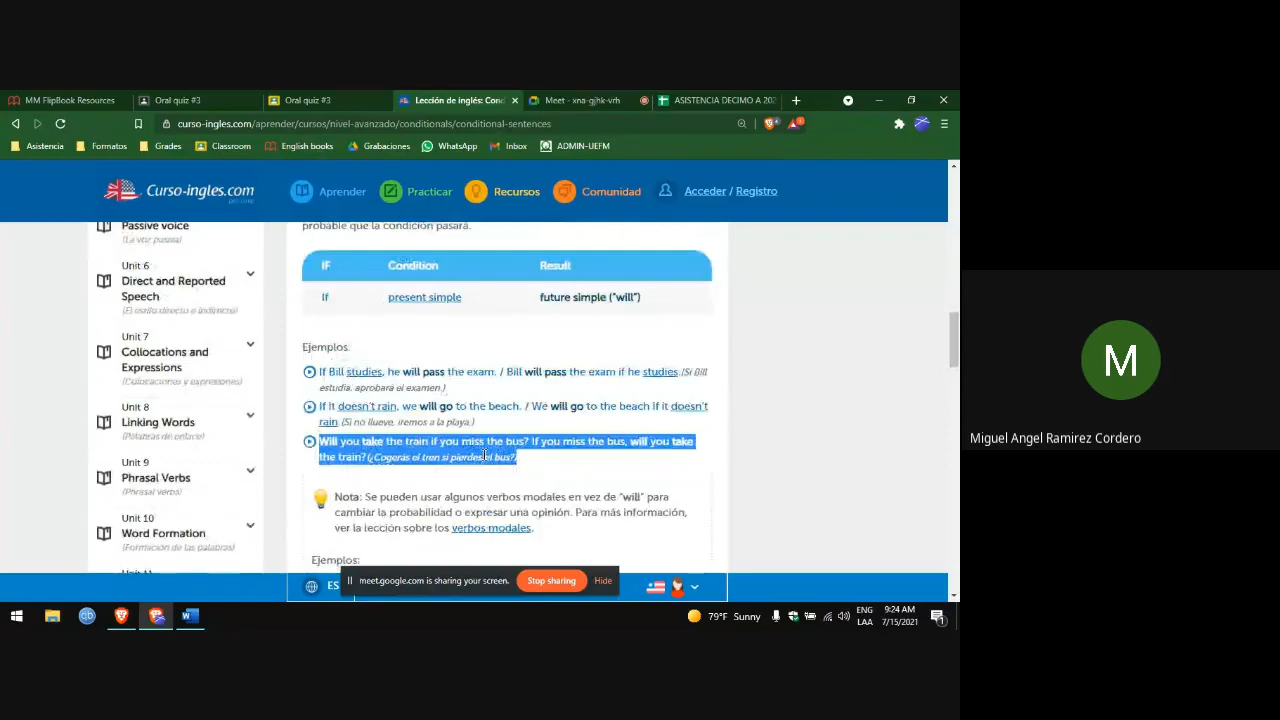 MM FlipBook Resources
Oral quiz #3
Oral quiz #3
Lección de inglés: Conc
Meet - xna-gjhk-vrh
ASISTENCIA DECIMO A 202
curso-ingles.com/aprender/cursos/nivel-avanzado/conditionals/conditional-sentences
Asistencia Formatos Grades Classroom English books Grabaciones WhatsApp Inbox ADMIN-UEFM
Curso-ingles.com
Aprender Practicar Recursos Comunidad Acceder / Registro
Passive voice
(La voz pasiva)
Unit 6
Direct and Reported
Speech
(El estilo directo e indirecto)
Unit 7
Collocations and
Expressions
(Colocaciones y expresiones)
Unit 8
Linking Words
(Palabras de enlace)
Unit 9
Phrasal Verbs
(Phrasal verbs)
Unit 10
Word Formation
(Formación de las palabras)
probable que la condición pasará.
IF Condition Result
If present simple future simple ("will")
Ejemplos:
If Bill studies, he will pass the exam. / Bill will pass the exam if he studies.(Si Bill
estudia, aprobará el examen.)
If it doesn't rain, we will go to the beach. / We will go to the beach if it doesn't
rain.(Si no llueve, iremos a la playa.)
Will you take the train if you miss the bus? If you miss the bus, will you take
the train?(¿Cogerás el tren si pierdes el bus?)
Nota: Se pueden usar algunos verbos modales en vez de "will" para
cambiar la probabilidad o expresar una opinión. Para más información,
ver la lección sobre los verbos modales.
Ejemplos:
ES
meet.google.com is sharing your screen. Stop sharing Hide
79°F Sunny
ENG
LAA
9:24 AM
7/15/2021
M
Miguel Angel Ramirez Cordero